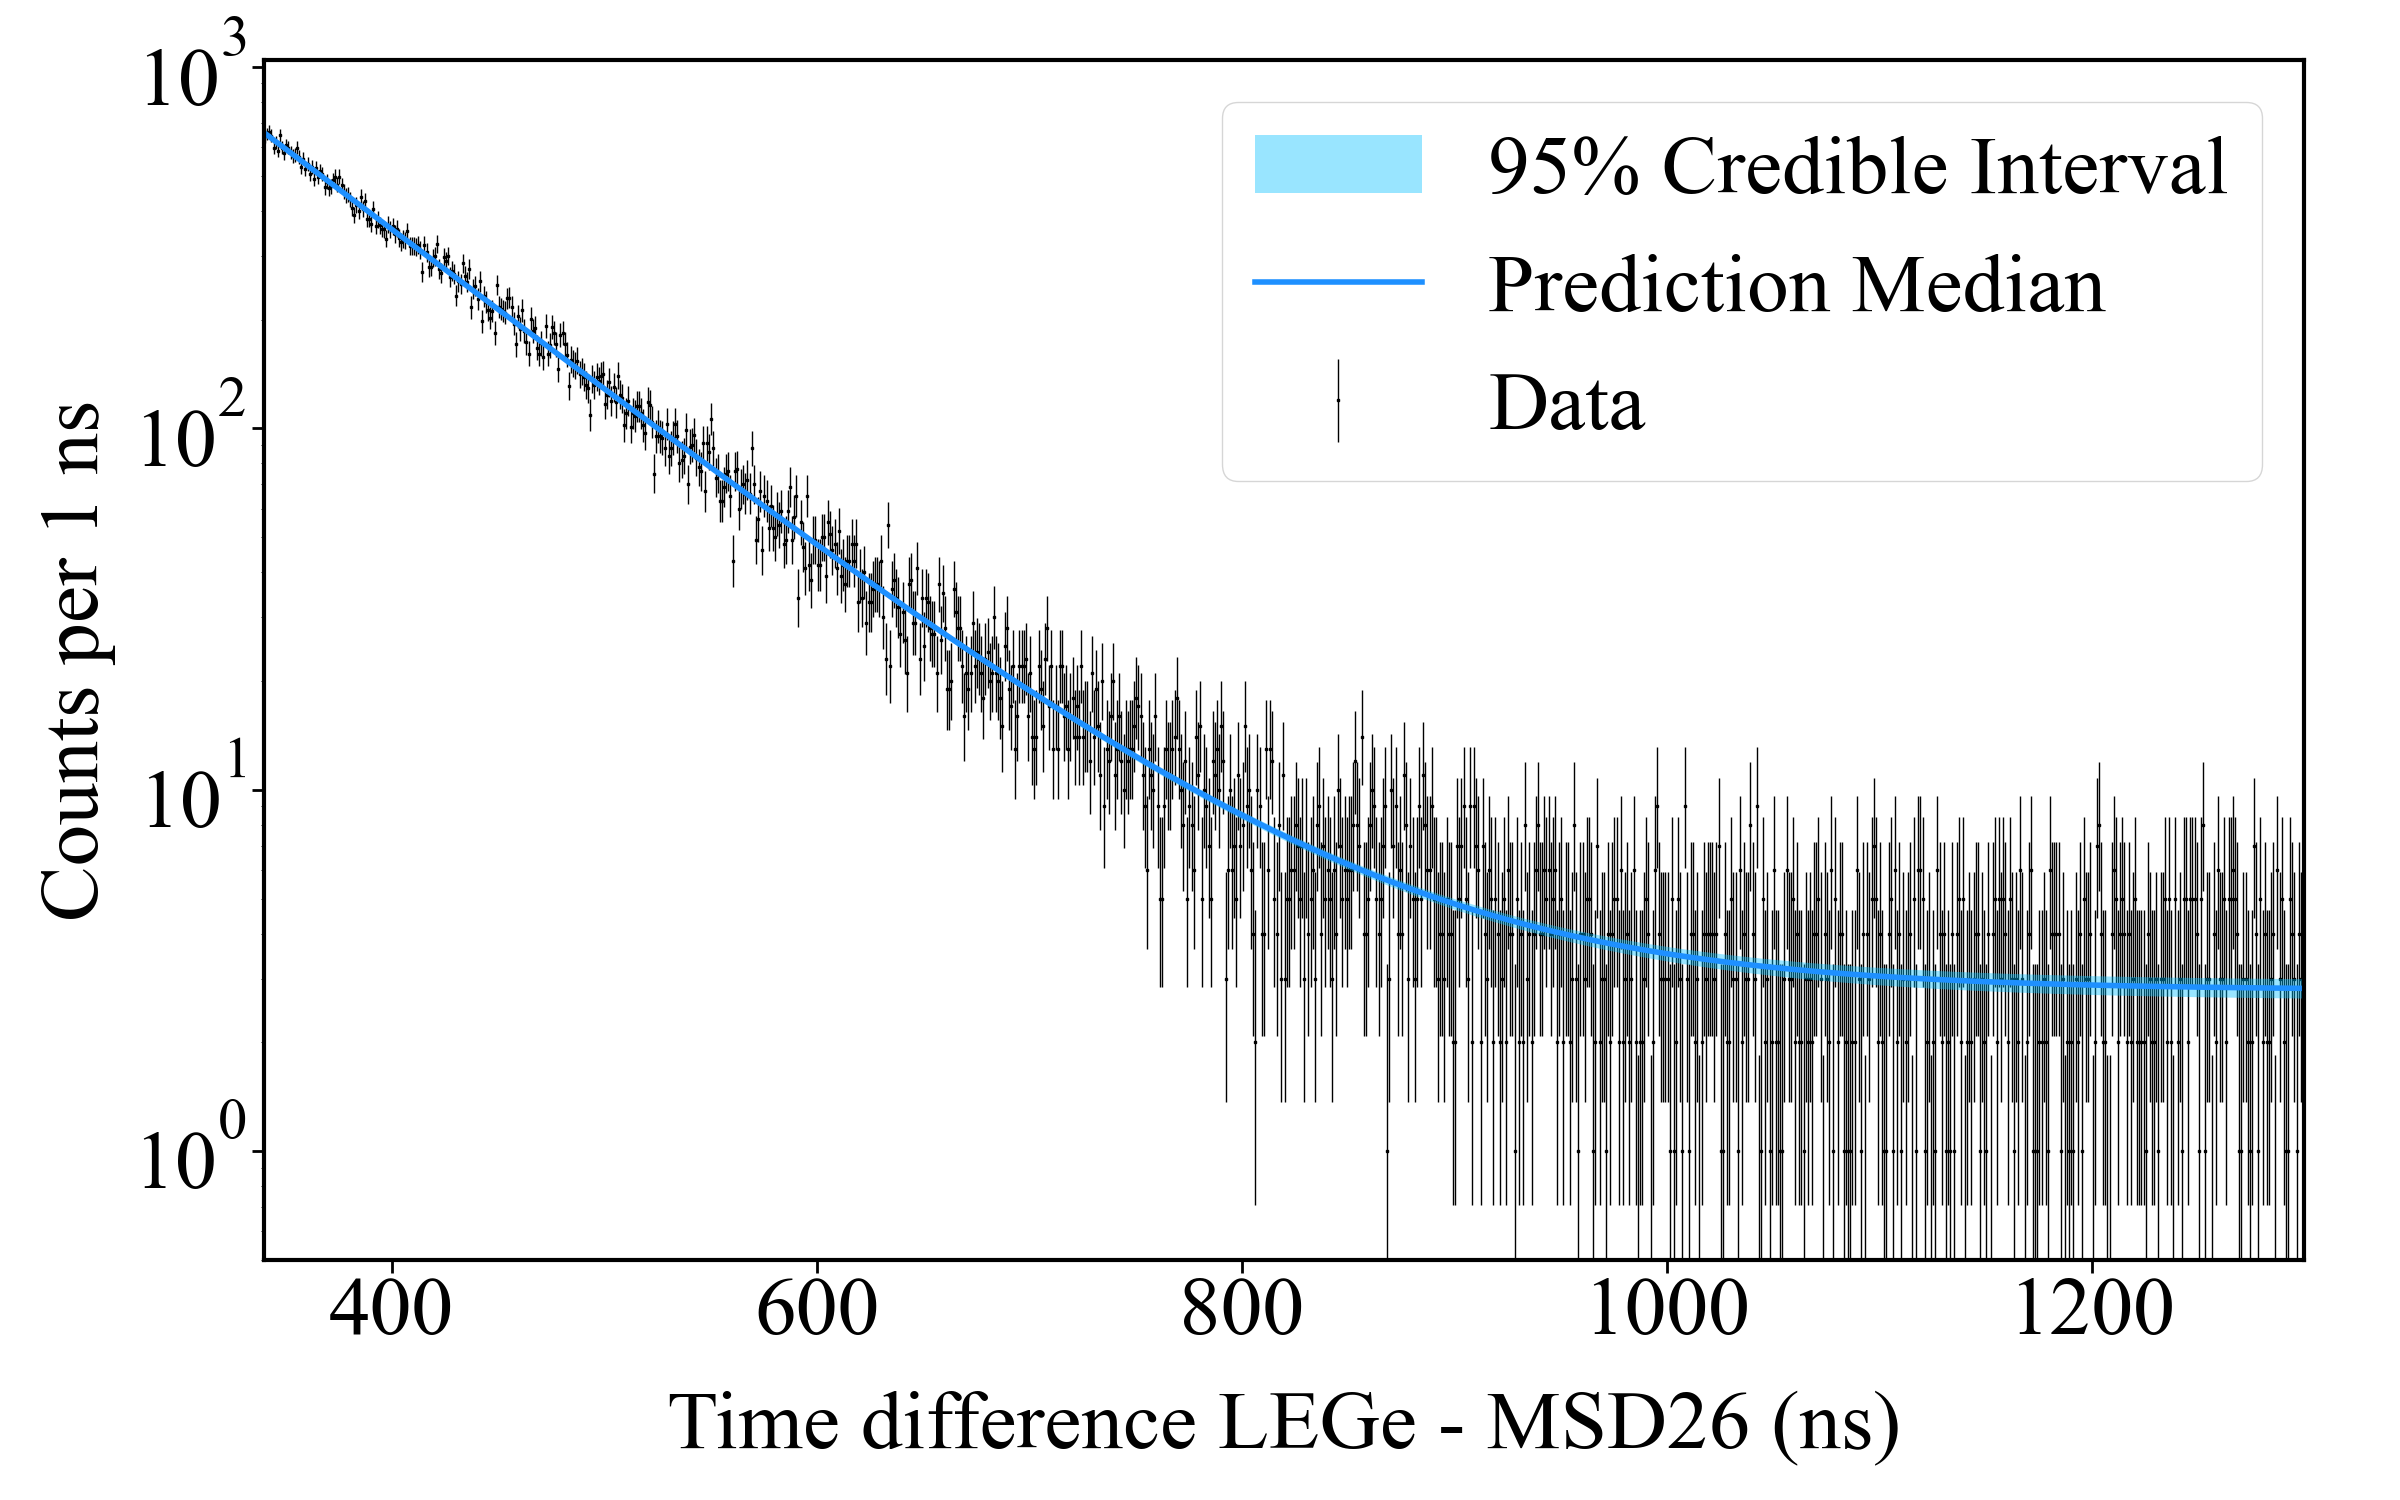 10^3
10^2
10^1
10^0
Counts per 1 ns
95% Credible Interval
Prediction Median
Data
400 600 800 1000 1200
Time difference LEGe - MSD26 (ns)